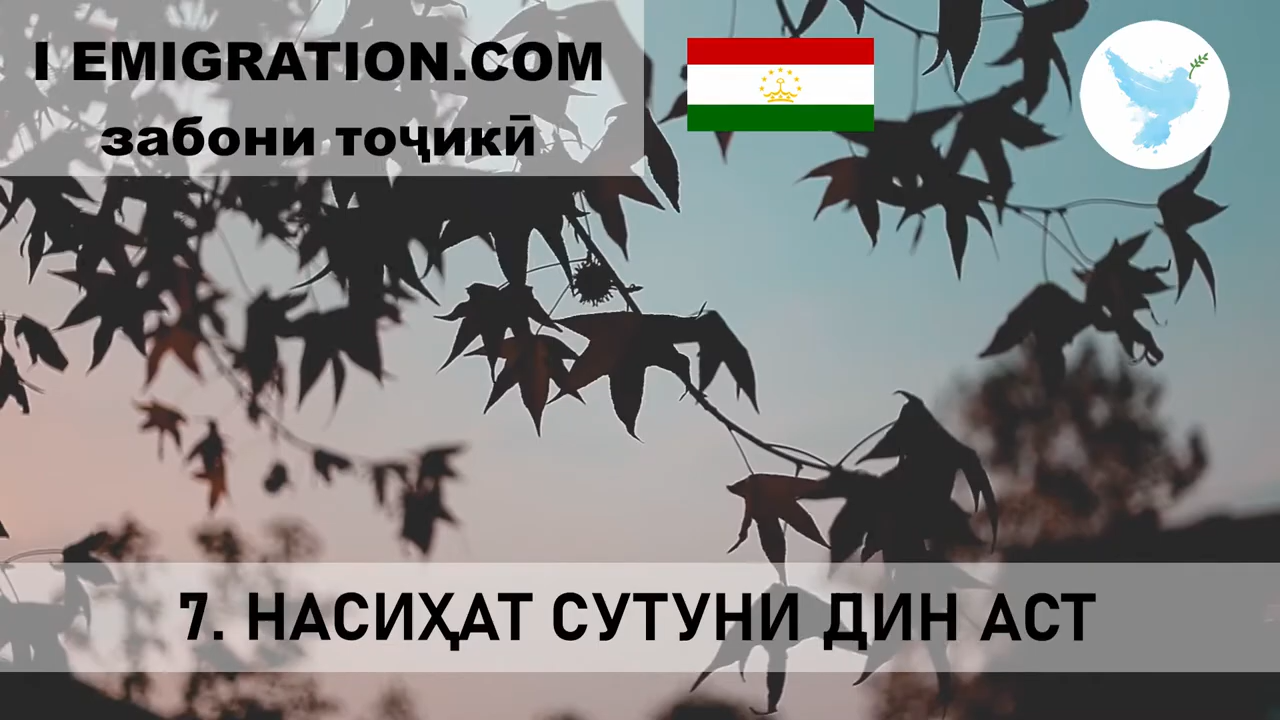 I EMIGRATION.COM
забони тоҷикӣ
7. НАСИҲАТ СУТУНИ ДИН АСТ